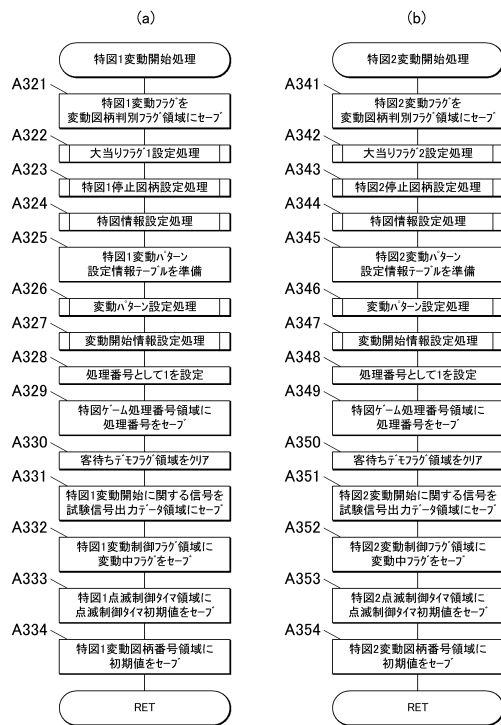 (a)
特図1変動開始処理
A321
特図1変動フラグを
変動図柄判別フラグ領域にセーブ
A322
大当りフラグ1設定処理
A323
特図1停止図柄設定処理
A324
特図情報設定処理
A325
特図1変動パターン
設定情報テーブルを準備
A326
変動パターン設定処理
A327
変動開始情報設定処理
A328
処理番号として1を設定
A329
特図ゲーム処理番号領域に
処理番号をセーブ
A330
客待ちデモフラグ領域をクリア
A331
特図1変動開始に関する信号を
試験信号出力データ領域にセーブ
A332
特図1変動制御フラグ領域に
変動中フラグをセーブ
A333
特図1点滅制御タイマ領域に
点滅制御タイマ初期値をセーブ
A334
特図1変動図柄番号領域に
初期値をセーブ
RET
(b)
特図2変動開始処理
A341
特図2変動フラグを
変動図柄判別フラグ領域にセーブ
A342
大当りフラグ2設定処理
A343
特図2停止図柄設定処理
A344
特図情報設定処理
A345
特図2変動パターン
設定情報テーブルを準備
A346
変動パターン設定処理
A347
変動開始情報設定処理
A348
処理番号として1を設定
A349
特図ゲーム処理番号領域に
処理番号をセーブ
A350
客待ちデモフラグ領域をクリア
A351
特図2変動開始に関する信号を
試験信号出力データ領域にセーブ
A352
特図2変動制御フラグ領域に
変動中フラグをセーブ
A353
特図2点滅制御タイマ領域に
点滅制御タイマ初期値をセーブ
A354
特図2変動図柄番号領域に
初期値をセーブ
RET